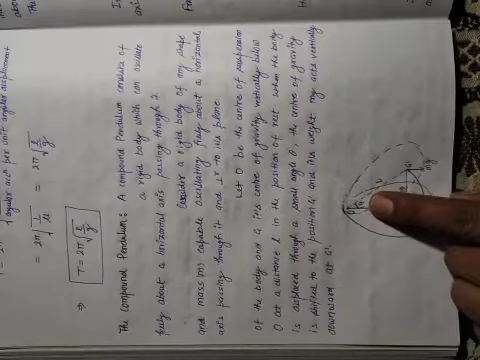 angular accⁿ per unit angular displacement
= 2π √(1/μ) = 2π √(l/g)
⇒ T = 2π √(l/g)
The Compound Pendulum: A compound Pendulum consists of
a rigid body which can oscillate
freely about a horizontal axis passing through it.
Consider a rigid body of any shape
and mass (m) capable oscillating freely about a horizontal
axis passing through it and ⊥r to its plane
Let O be the centre of suspension
of the body and G its centre of gravity vertically below
O at a distance l in the position of rest when the body
is displaced through a small angle θ, the centre of gravity
is shifted to the position G' and its weight mg acts vertically
downward at G'.
G'
mg